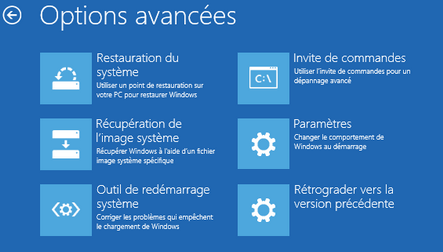 Options avancées
Restauration du
système
Utiliser un point de restauration sur
votre PC pour restaurer Windows
Invite de commandes
Utiliser l'invite de commandes pour un
dépannage avancé
C:\
Récupération de
l'image système
Récupérer Windows à l'aide d'un fichier
image système spécifique
Paramètres
Changer le comportement de
Windows au démarrage
Outil de redémarrage
système
Corriger les problèmes qui empêchent
le chargement de Windows
Rétrograder vers la
version précédente